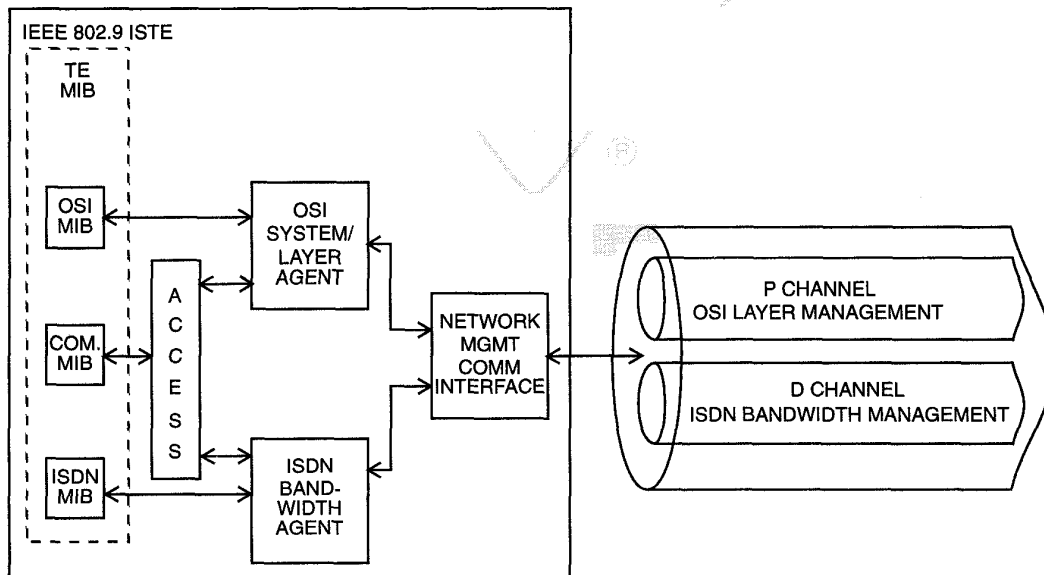 IEEE 802.9 ISTE
TE
MIB
OSI
MIB
OSI
SYSTEM/
LAYER
AGENT
A
C
C
E
S
S
COM.
MIB
NETWORK
MGMT
COMM
INTERFACE
P CHANNEL
OSI LAYER MANAGEMENT
D CHANNEL
ISDN BANDWIDTH MANAGEMENT
ISDN
MIB
ISDN
BAND-
WIDTH
AGENT
®